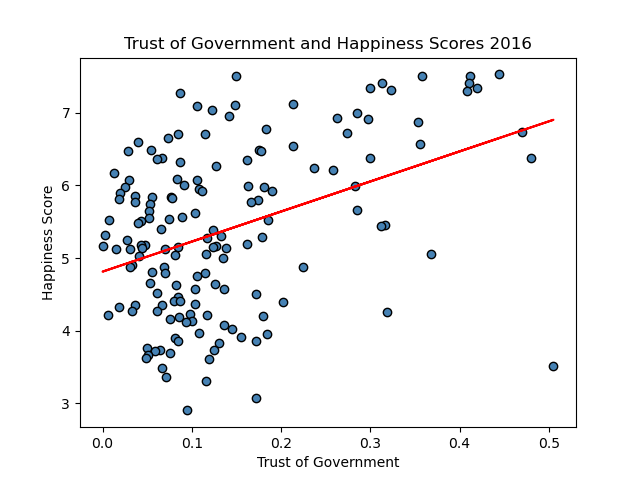 Trust of Government and Happiness Scores 2016
Happiness Score
7
6
5
4
3
0.0 0.1 0.2 0.3 0.4 0.5
Trust of Government